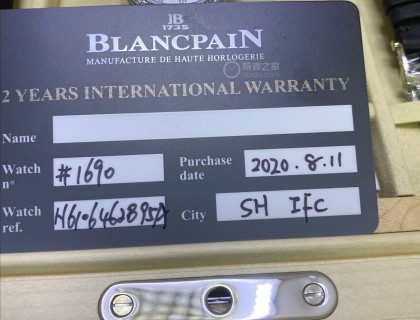 JB
1735
BLANCPAIN
MANUFACTURE DE HAUTE HORLOGERIE
2 YEARS INTERNATIONAL WARRANTY
Name
Watch n° #1690
Purchase date 2020.8.11
Watch ref.
City SH IFC